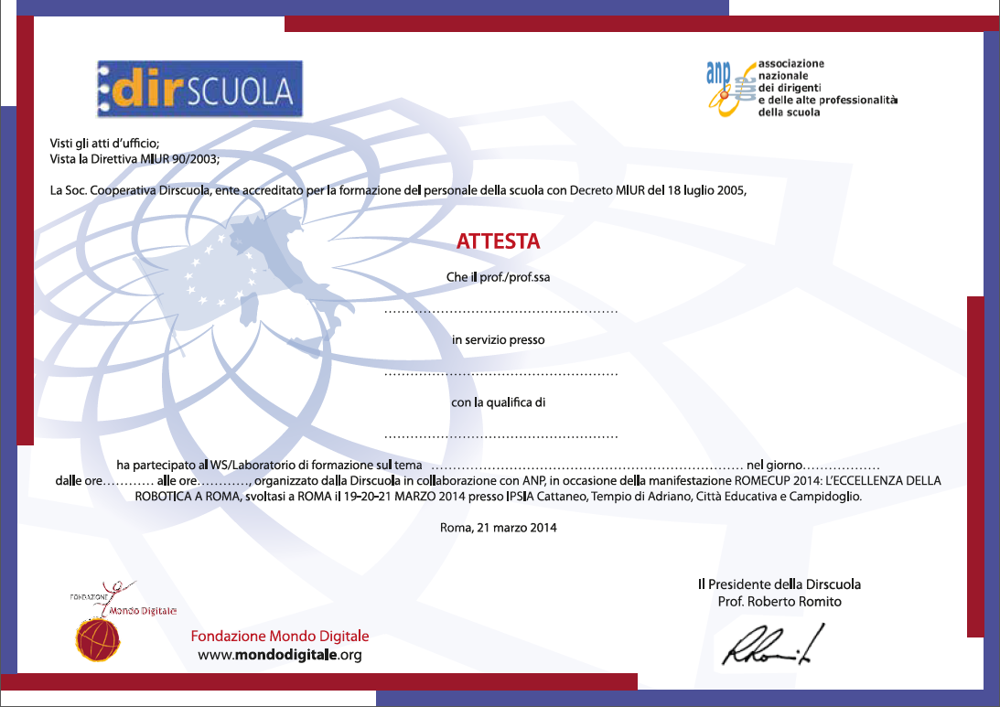 dirSCUOLA
anp
associazione
nazionale
dei dirigenti
e delle alte professionalità
della scuola
Visti gli atti d'ufficio;
Vista la Direttiva MIUR 90/2003;
La Soc. Cooperativa Dirscuola, ente accreditato per la formazione del personale della scuola con Decreto MIUR del 18 luglio 2005,
ATTESTA
Che il prof./prof.ssa
......................................................
in servizio presso
......................................................
con la qualifica di
......................................................
ha partecipato al WS/Laboratorio di formazione sul tema ........................................................................ nel giorno..................
dalle ore............ alle ore............, organizzato dalla Dirscuola in collaborazione con ANP, in occasione della manifestazione ROMECUP 2014: L'ECCELLENZA DELLA
ROBOTICA A ROMA, svoltasi a ROMA il 19-20-21 MARZO 2014 presso IPSIA Cattaneo, Tempio di Adriano, Città Educativa e Campidoglio.
Roma, 21 marzo 2014
Il Presidente della Dirscuola
Prof. Roberto Romito
FONDAZIONE
Mondo Digitale
Fondazione Mondo Digitale
www.mondodigitale.org